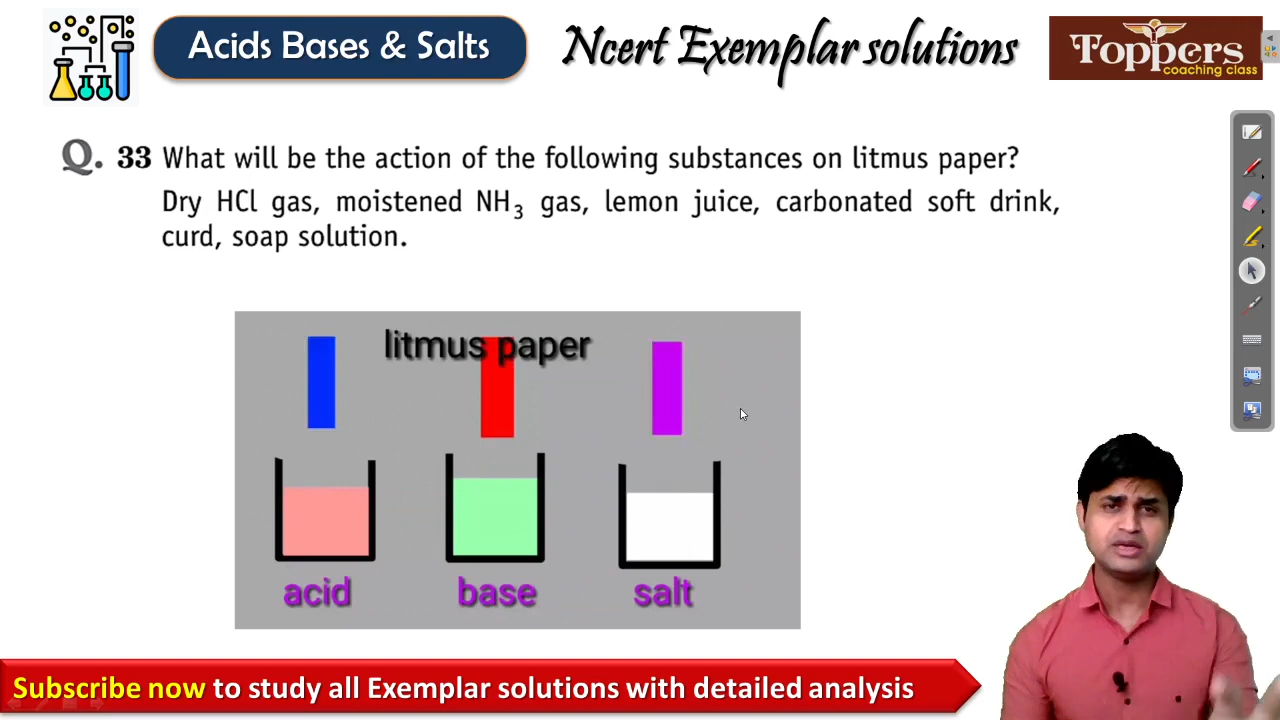 Acids Bases & Salts
Ncert Exemplar solutions
Toppers
coaching class
Q. 33 What will be the action of the following substances on litmus paper?
Dry HCl gas, moistened NH₃ gas, lemon juice, carbonated soft drink,
curd, soap solution.
litmus paper
acid
base
salt
Subscribe now to study all Exemplar solutions with detailed analysis